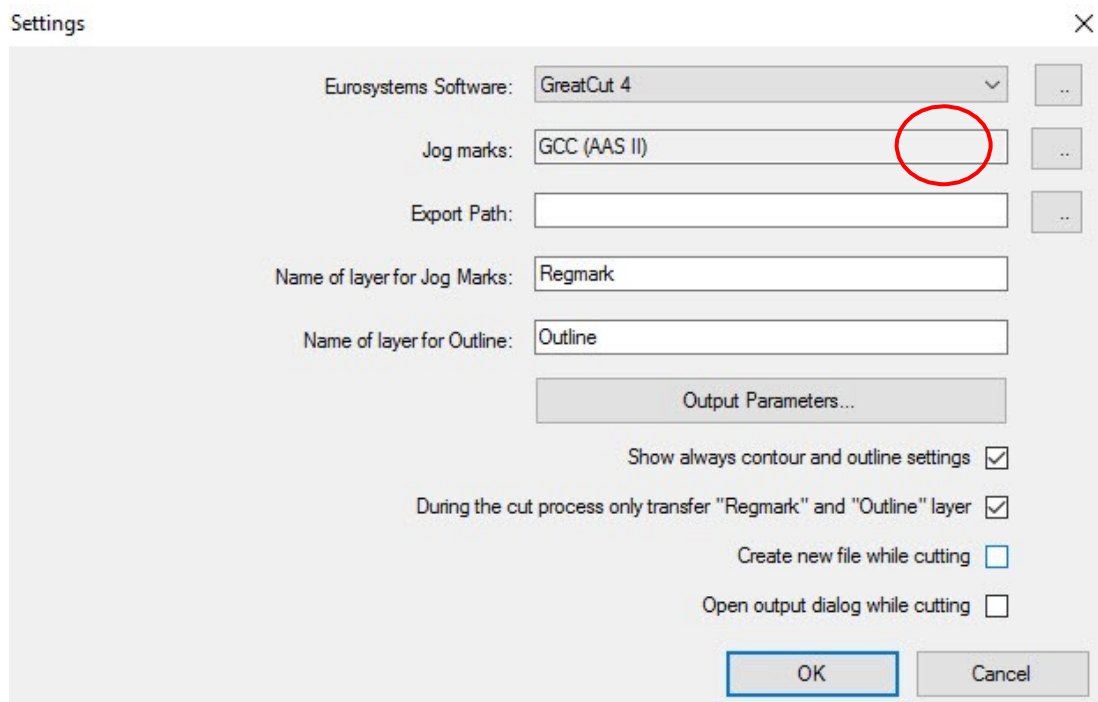 Settings
Eurosystems Software: GreatCut 4 ..
Jog marks: GCC (AAS II) ..
Export Path: ..
Name of layer for Jog Marks: Regmark
Name of layer for Outline: Outline
Output Parameters...
Show always contour and outline settings
During the cut process only transfer "Regmark" and "Outline" layer
Create new file while cutting
Open output dialog while cutting
OK Cancel